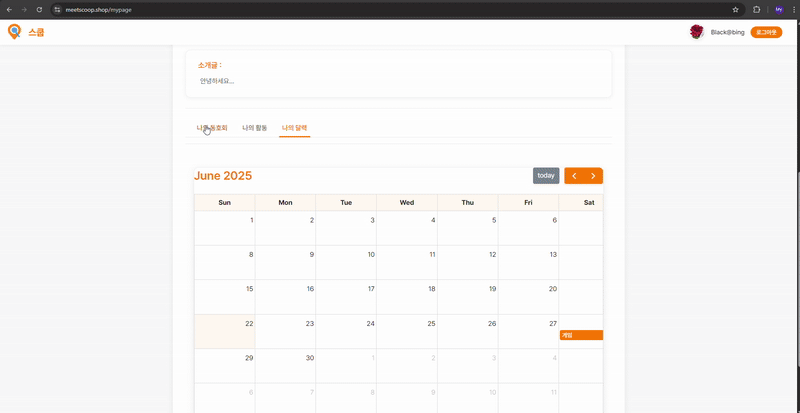 meetscoop.shop/mypage
스쿱
Black@bing
로그아웃
소개글 :
안녕하세요...
나의 동호회 나의 활동 나의 달력
June 2025
today
Sun Mon Tue Wed Thu Fri Sat
1 2 3 4 5 6
8 9 10 11 12 13
15 16 17 18 19 20
22 23 24 25 26 27
게임
29 30 1 2 3 4
6 7 8 9 10 11